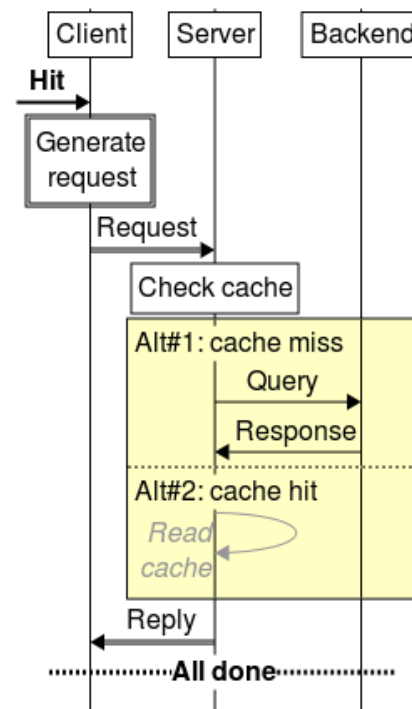 Client Server Backend
Hit
Generate
request
Request
Check cache
Alt#1: cache miss
Query
Response
Alt#2: cache hit
Read
cache
Reply
All done